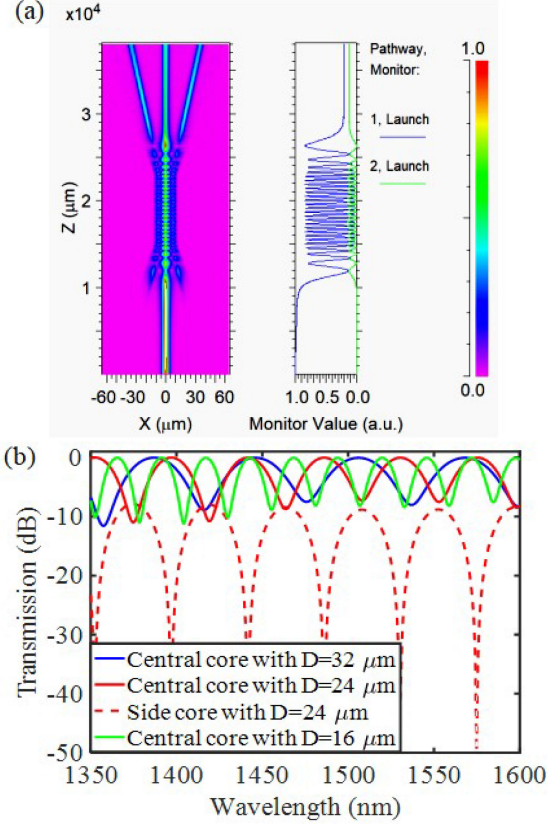 (a)
x10⁴
Pathway,
Monitor:
1, Launch
2, Launch
1.0
0.0
3
2
1
Z (μm)
-60 -30 0 30 60
X (μm)
1.0 0.5 0.0
Monitor Value (a.u.)
(b)
0
-10
-20
-30
-40
-50
Transmission (dB)
Central core with D=32 μm
Central core with D=24 μm
Side core with D=24 μm
Central core with D=16 μm
1350 1400 1450 1500 1550 1600
Wavelength (nm)